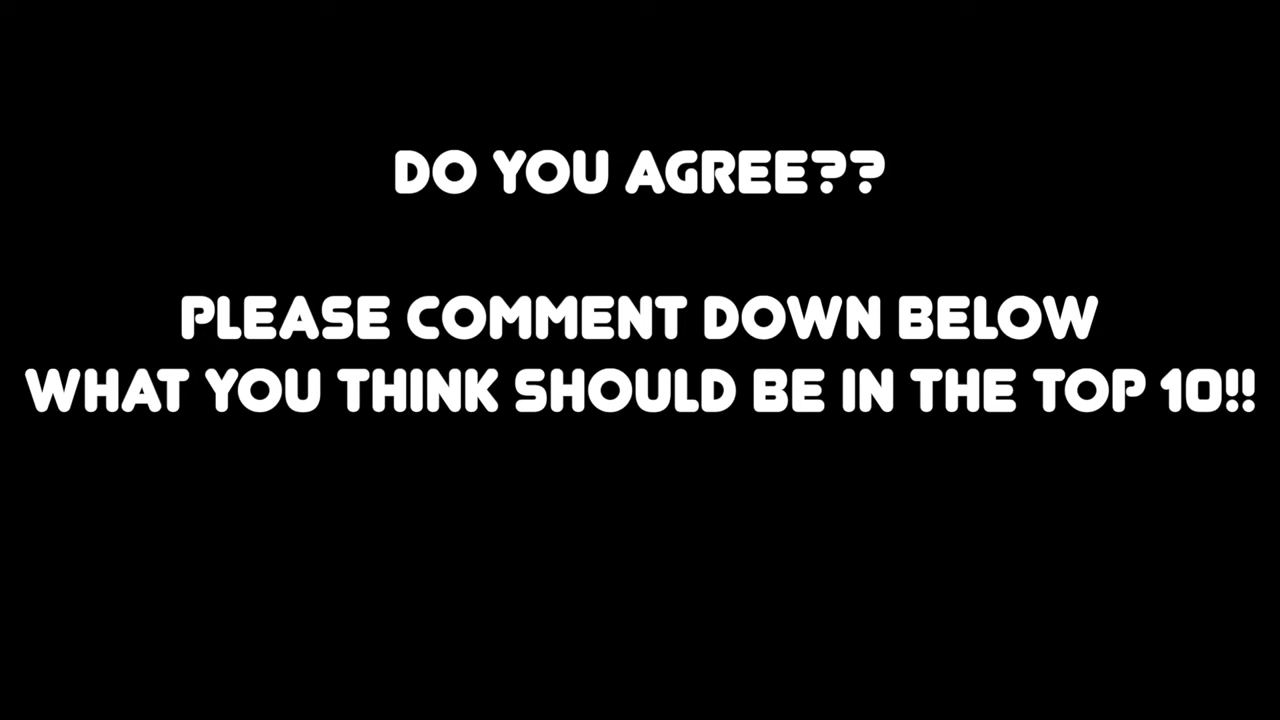 DO YOU AGREE??
PLEASE COMMENT DOWN BELOW
WHAT YOU THINK SHOULD BE IN THE TOP 10!!